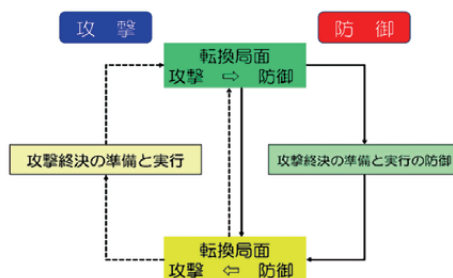 攻 撃
防 御
転換局面
攻撃 ⇨ 防御
攻撃終決の準備と実行
攻撃終決の準備と実行の防御
転換局面
攻撃 ⇦ 防御